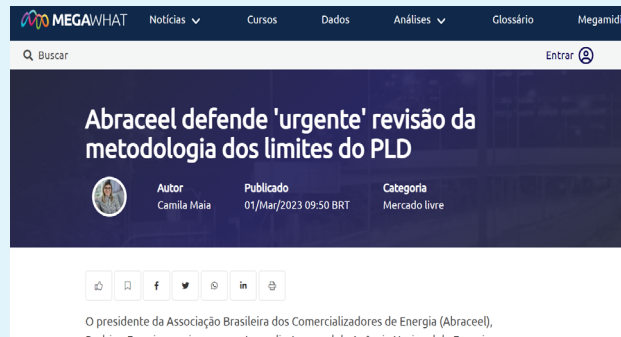 MEGAWHAT Notícias Cursos Dados Análises Glossário Megamidi
Buscar Entrar
Abraceel defende 'urgente' revisão da
metodologia dos limites do PLD
Autor Publicado Categoria
Camila Maia 01/Mar/2023 09:50 BRT Mercado livre
O presidente da Associação Brasileira dos Comercializadores de Energia (Abraceel),